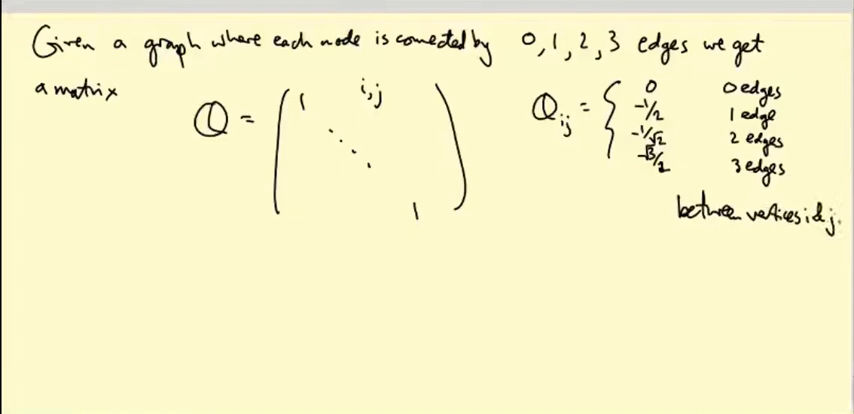 Given a graph where each node is connected by 0, 1, 2, 3 edges we get
a matrix
Q = ( 1 i,j ⋱ 1 )
Q_ij = { 0 0 edges
-1/2 1 edge
-1/√2 2 edges
-√3/2 3 edges
between vertices i & j.